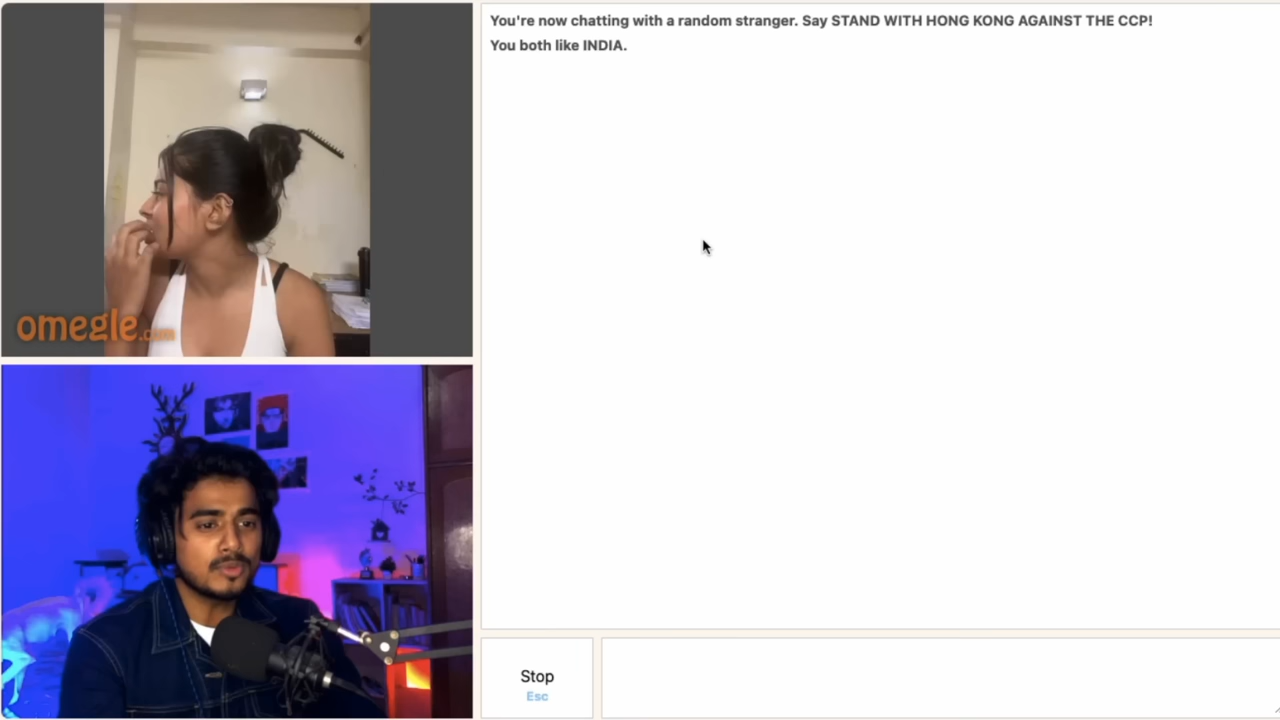 You're now chatting with a random stranger. Say STAND WITH HONG KONG AGAINST THE CCP!
You both like INDIA.
omegle.com
Stop
Esc